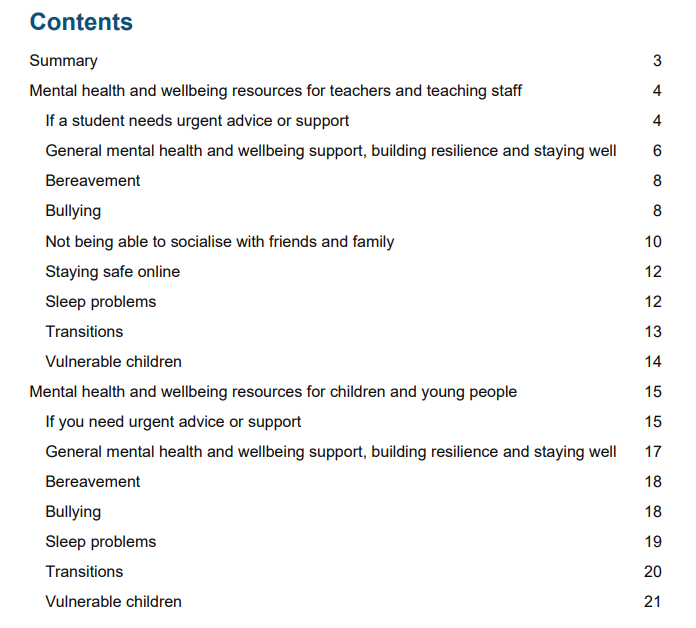 Contents
Summary 3
Mental health and wellbeing resources for teachers and teaching staff 4
If a student needs urgent advice or support 4
General mental health and wellbeing support, building resilience and staying well 6
Bereavement 8
Bullying 8
Not being able to socialise with friends and family 10
Staying safe online 12
Sleep problems 12
Transitions 13
Vulnerable children 14
Mental health and wellbeing resources for children and young people 15
If you need urgent advice or support 15
General mental health and wellbeing support, building resilience and staying well 17
Bereavement 18
Bullying 18
Sleep problems 19
Transitions 20
Vulnerable children 21